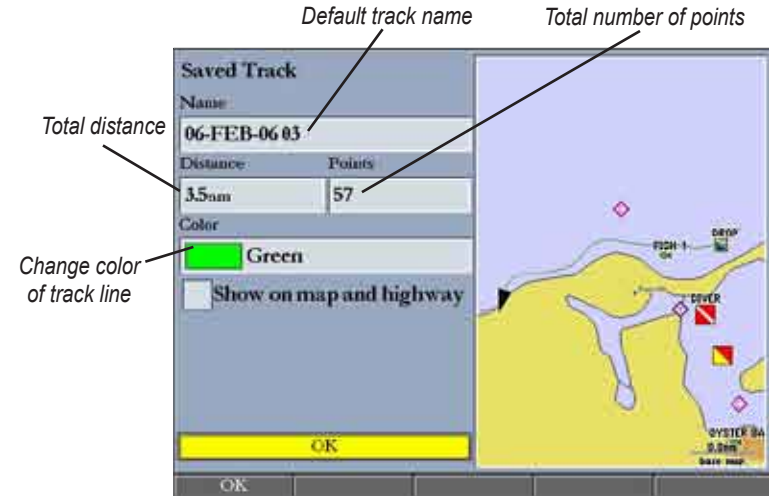 Default track name
Total number of points
Saved Track
Name
Total distance
06-FEB-06 03
Distance Points
3.5nm 57
Color
Green
Change color
of track line
Show on map and highway
OK
OK
DROP
FISH 1
DIVER
OYSTER BA
base map